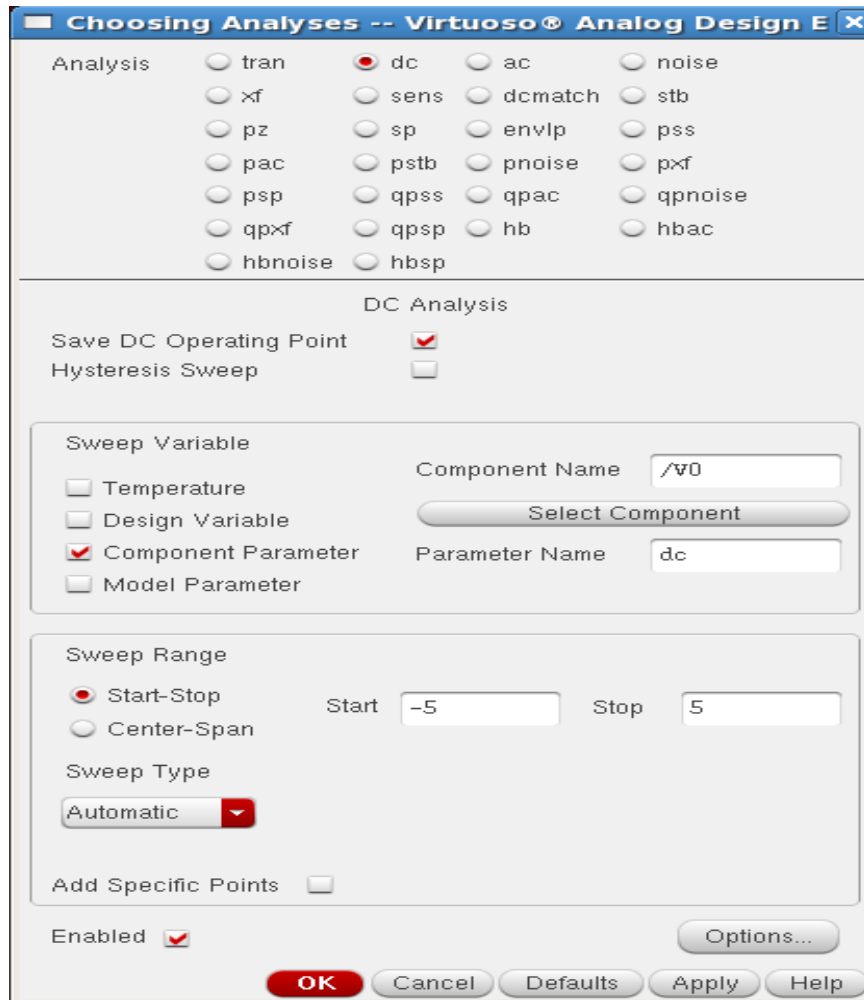 Choosing Analyses -- Virtuoso® Analog Design E
Analysis tran dc ac noise
xf sens dcmatch stb
pz sp envlp pss
pac pstb pnoise pxf
psp qpss qpac qpnoise
qpxf qpsp hb hbac
hbnoise hbsp
DC Analysis
Save DC Operating Point
Hysteresis Sweep
Sweep Variable
Temperature
Design Variable
Component Parameter
Model Parameter
Component Name /V0
Select Component
Parameter Name dc
Sweep Range
Start-Stop
Center-Span
Start -5 Stop 5
Sweep Type
Automatic
Add Specific Points
Enabled Options...
OK Cancel Defaults Apply Help